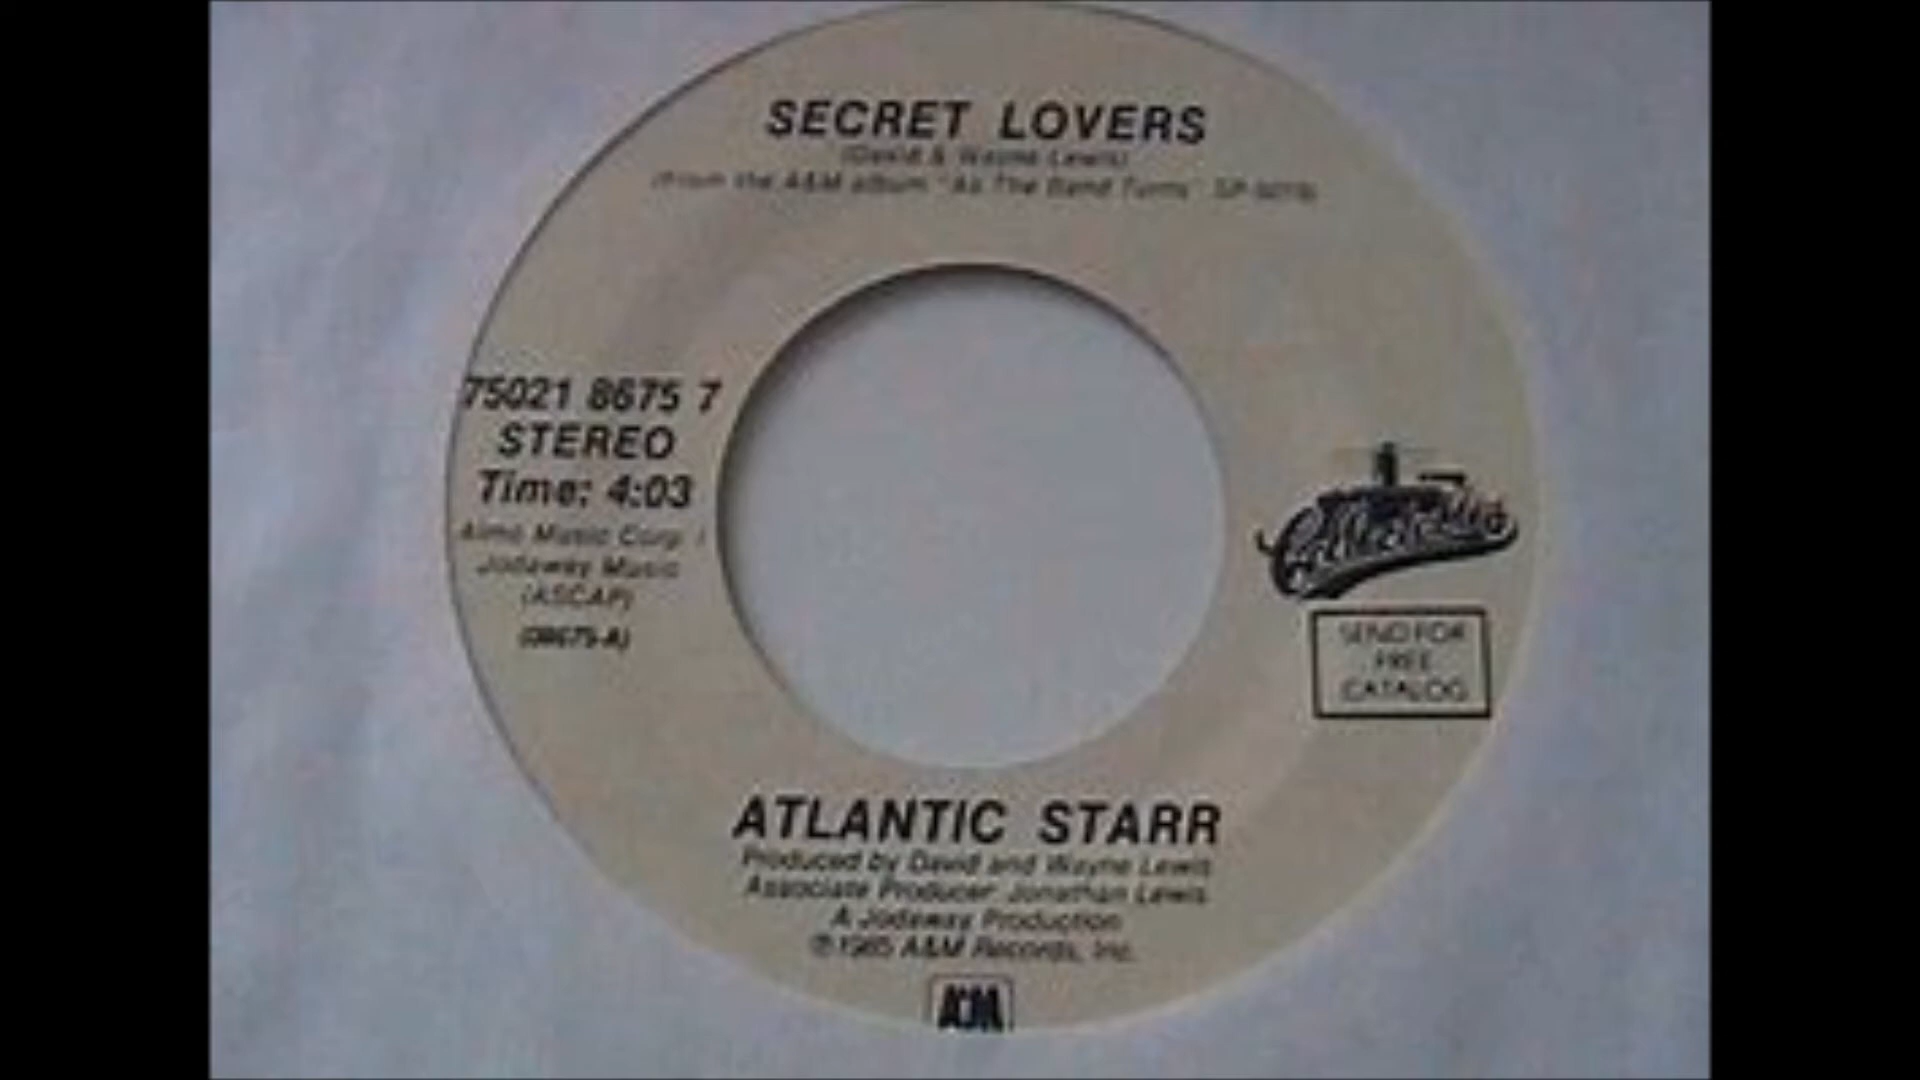 SECRET LOVERS
(David & Wayne Lewis)
(From the A&M album "As The Band Turns"
75021 8675 7
STEREO
Time: 4:03
Almo Music Corp /
Jodaway Music
(ASCAP)
(08675-A)
Collectables
SEND FOR
FREE
CATALOG
ATLANTIC STARR
Produced by David and Wayne Lewis
Associate Producer Jonathan Lewis
A Jodaway Production
℗1985 A&M Records, Inc.
A&M